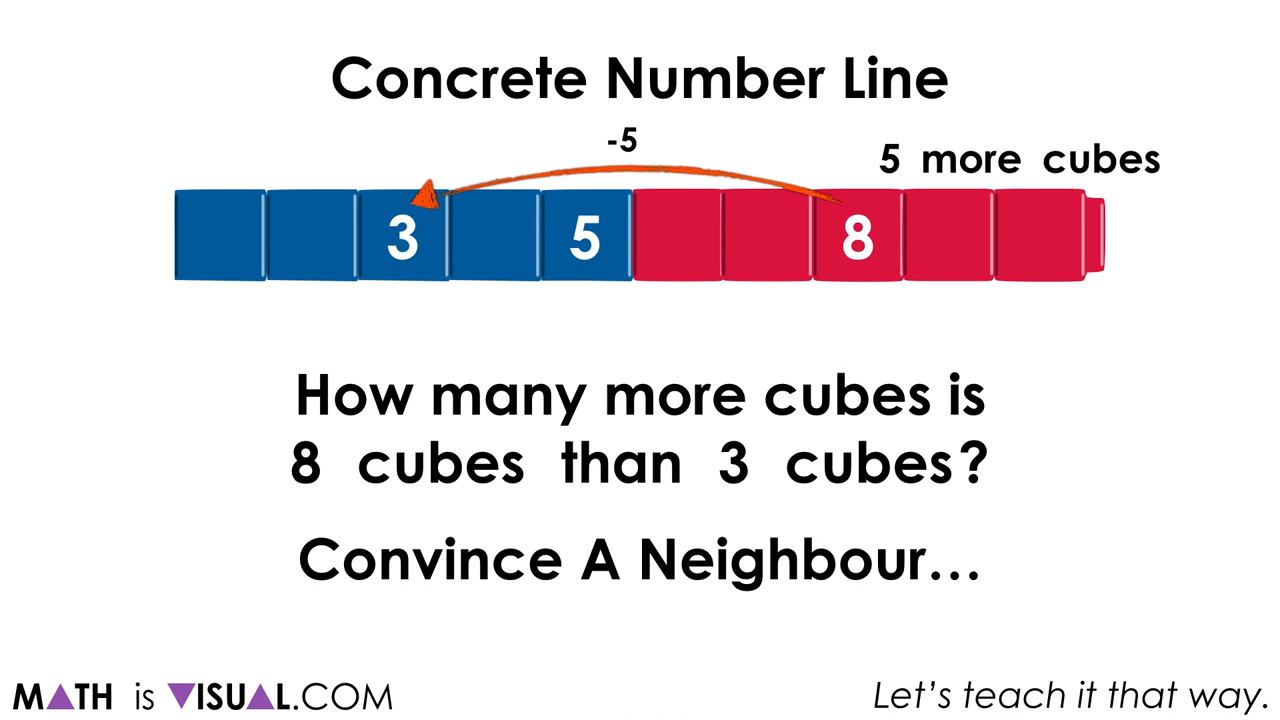 Concrete Number Line
-5
5 more cubes
3 5 8
How many more cubes is
8 cubes than 3 cubes?
Convince A Neighbour...
MATH is VISUAL.COM
Let's teach it that way.